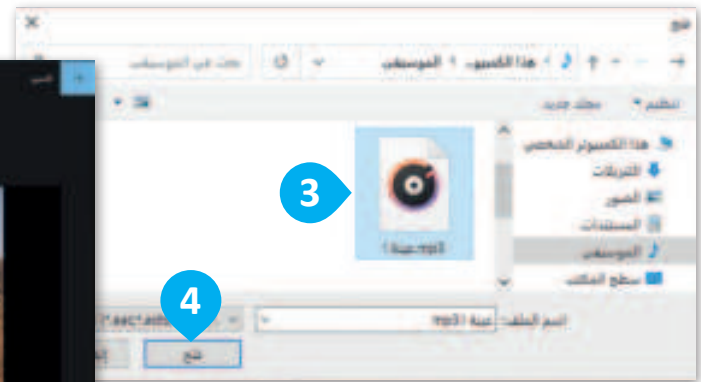 فتح
هذا الكمبيو... › الموسيقى
بحث في الموسيقى
تنظيم
مجلد جديد
هذا الكمبيوتر الشخصي
التنزيلات
الصور
المستندات
الموسيقى
سطح المكتب
3
عينة 1.mp3
4
اسم الملف:
عينة 1.mp3
فتح